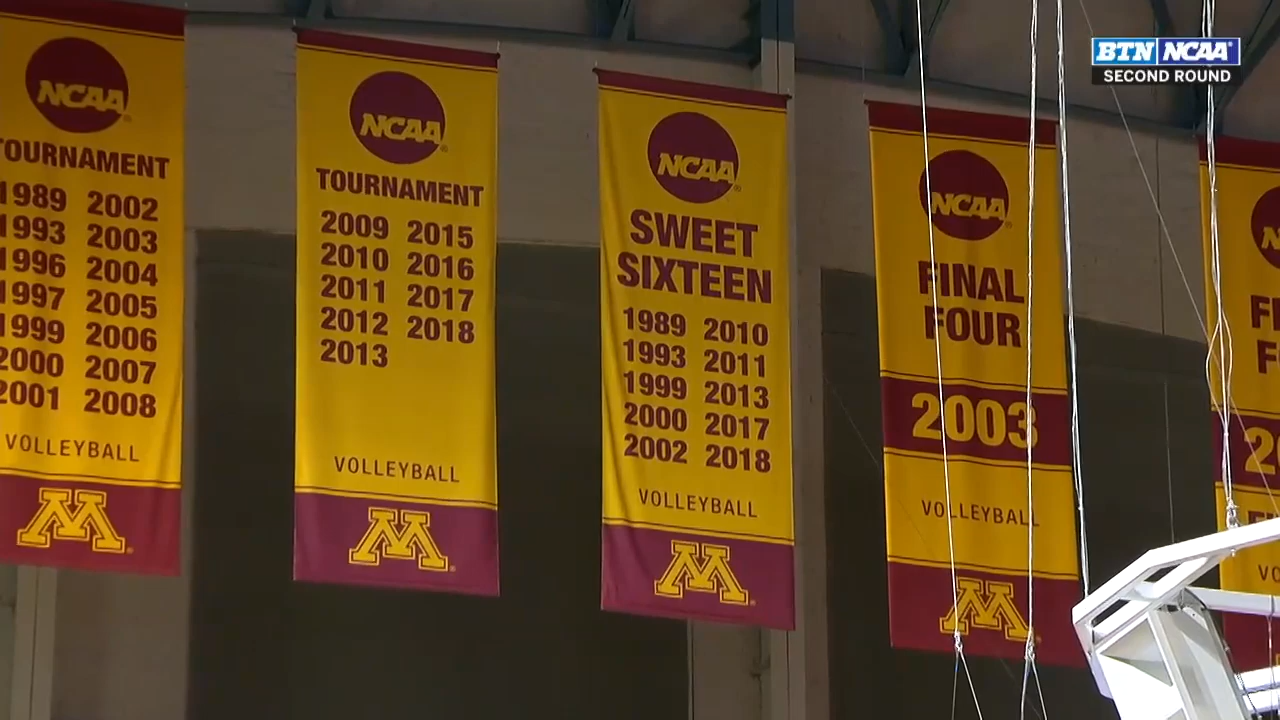 BTN NCAA
SECOND ROUND
NCAA
TOURNAMENT
1989 2002
1993 2003
1996 2004
1997 2005
1999 2006
2000 2007
2001 2008
VOLLEYBALL
M
NCAA
TOURNAMENT
2009 2015
2010 2016
2011 2017
2012 2018
2013
VOLLEYBALL
M
NCAA
SWEET
SIXTEEN
1989 2010
1993 2011
1999 2013
2000 2017
2002 2018
VOLLEYBALL
M
NCAA
FINAL
FOUR
2003
VOLLEYBALL
M